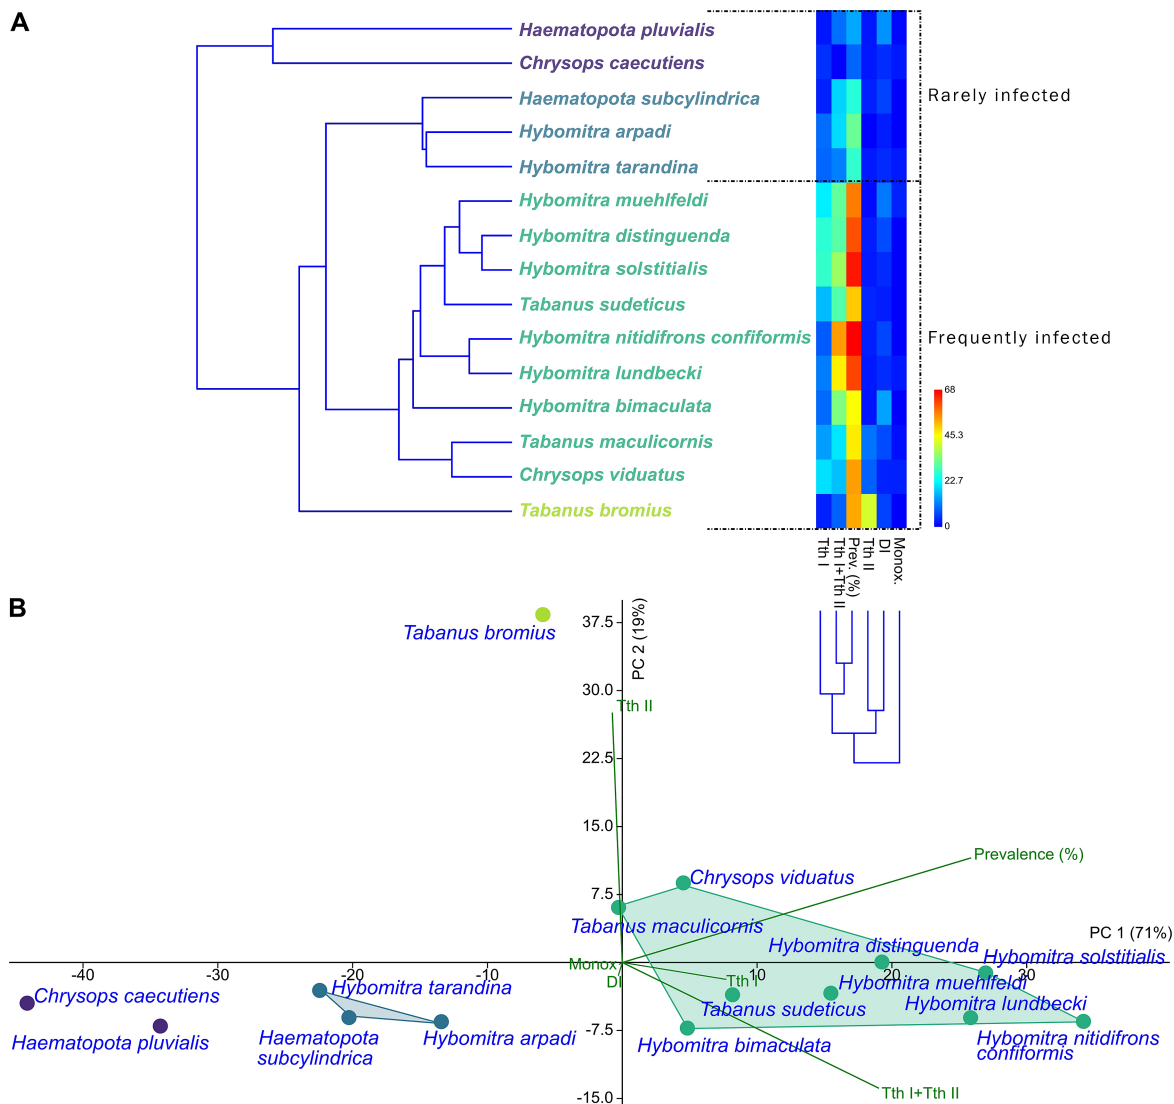 A
Haematopota pluvialis
Chrysops caecutiens
Haematopota subcylindrica
Rarely infected
Hybomitra arpadi
Hybomitra tarandina
Hybomitra muehlfeldi
Hybomitra distinguenda
Hybomitra solstitialis
Tabanus sudeticus
Hybomitra nitidifrons confiformis
Frequently infected
Hybomitra lundbecki
68
Hybomitra bimaculata
45.3
Tabanus maculicornis
Chrysops viduatus
22.7
Tabanus bromius
0
Tth I
Tth I+Tth II
Prev. (%)
Tth II
DI
Monox.
B
PC 2 (19%)
37.5
Tabanus bromius
30.0
Tth II
22.5
15.0
Prevalence (%)
7.5
Chrysops viduatus
Tabanus maculicornis
PC 1 (71%)
Hybomitra distinguenda
Hybomitra solstitialis
Monox
-40 -30 -20 -10 10 20 30
DI
Tth I
Hybomitra tarandina
Hybomitra muehlfeldi
Chrysops caecutiens
Tabanus sudeticus
Hybomitra lundbecki
-7.5
Haematopota pluvialis
Haematopota
subcylindrica
Hybomitra arpadi
Hybomitra bimaculata
Hybomitra nitidifrons
confiformis
Tth I+Tth II
-15.0